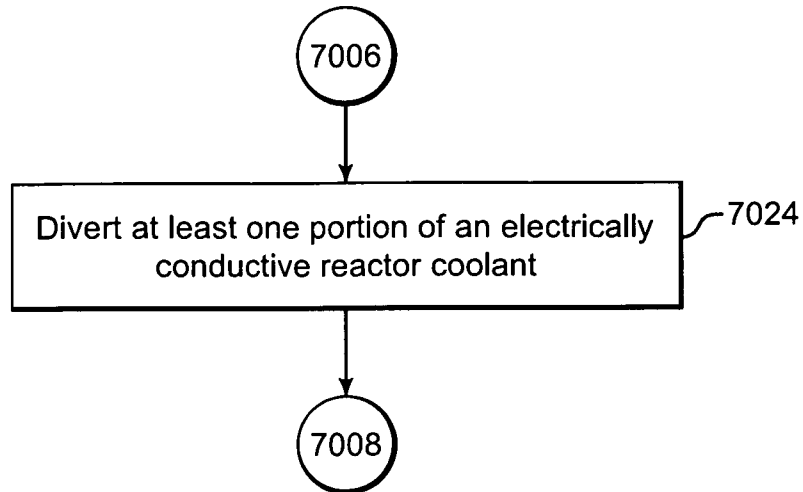 7006
Divert at least one portion of an electrically
conductive reactor coolant
7024
7008